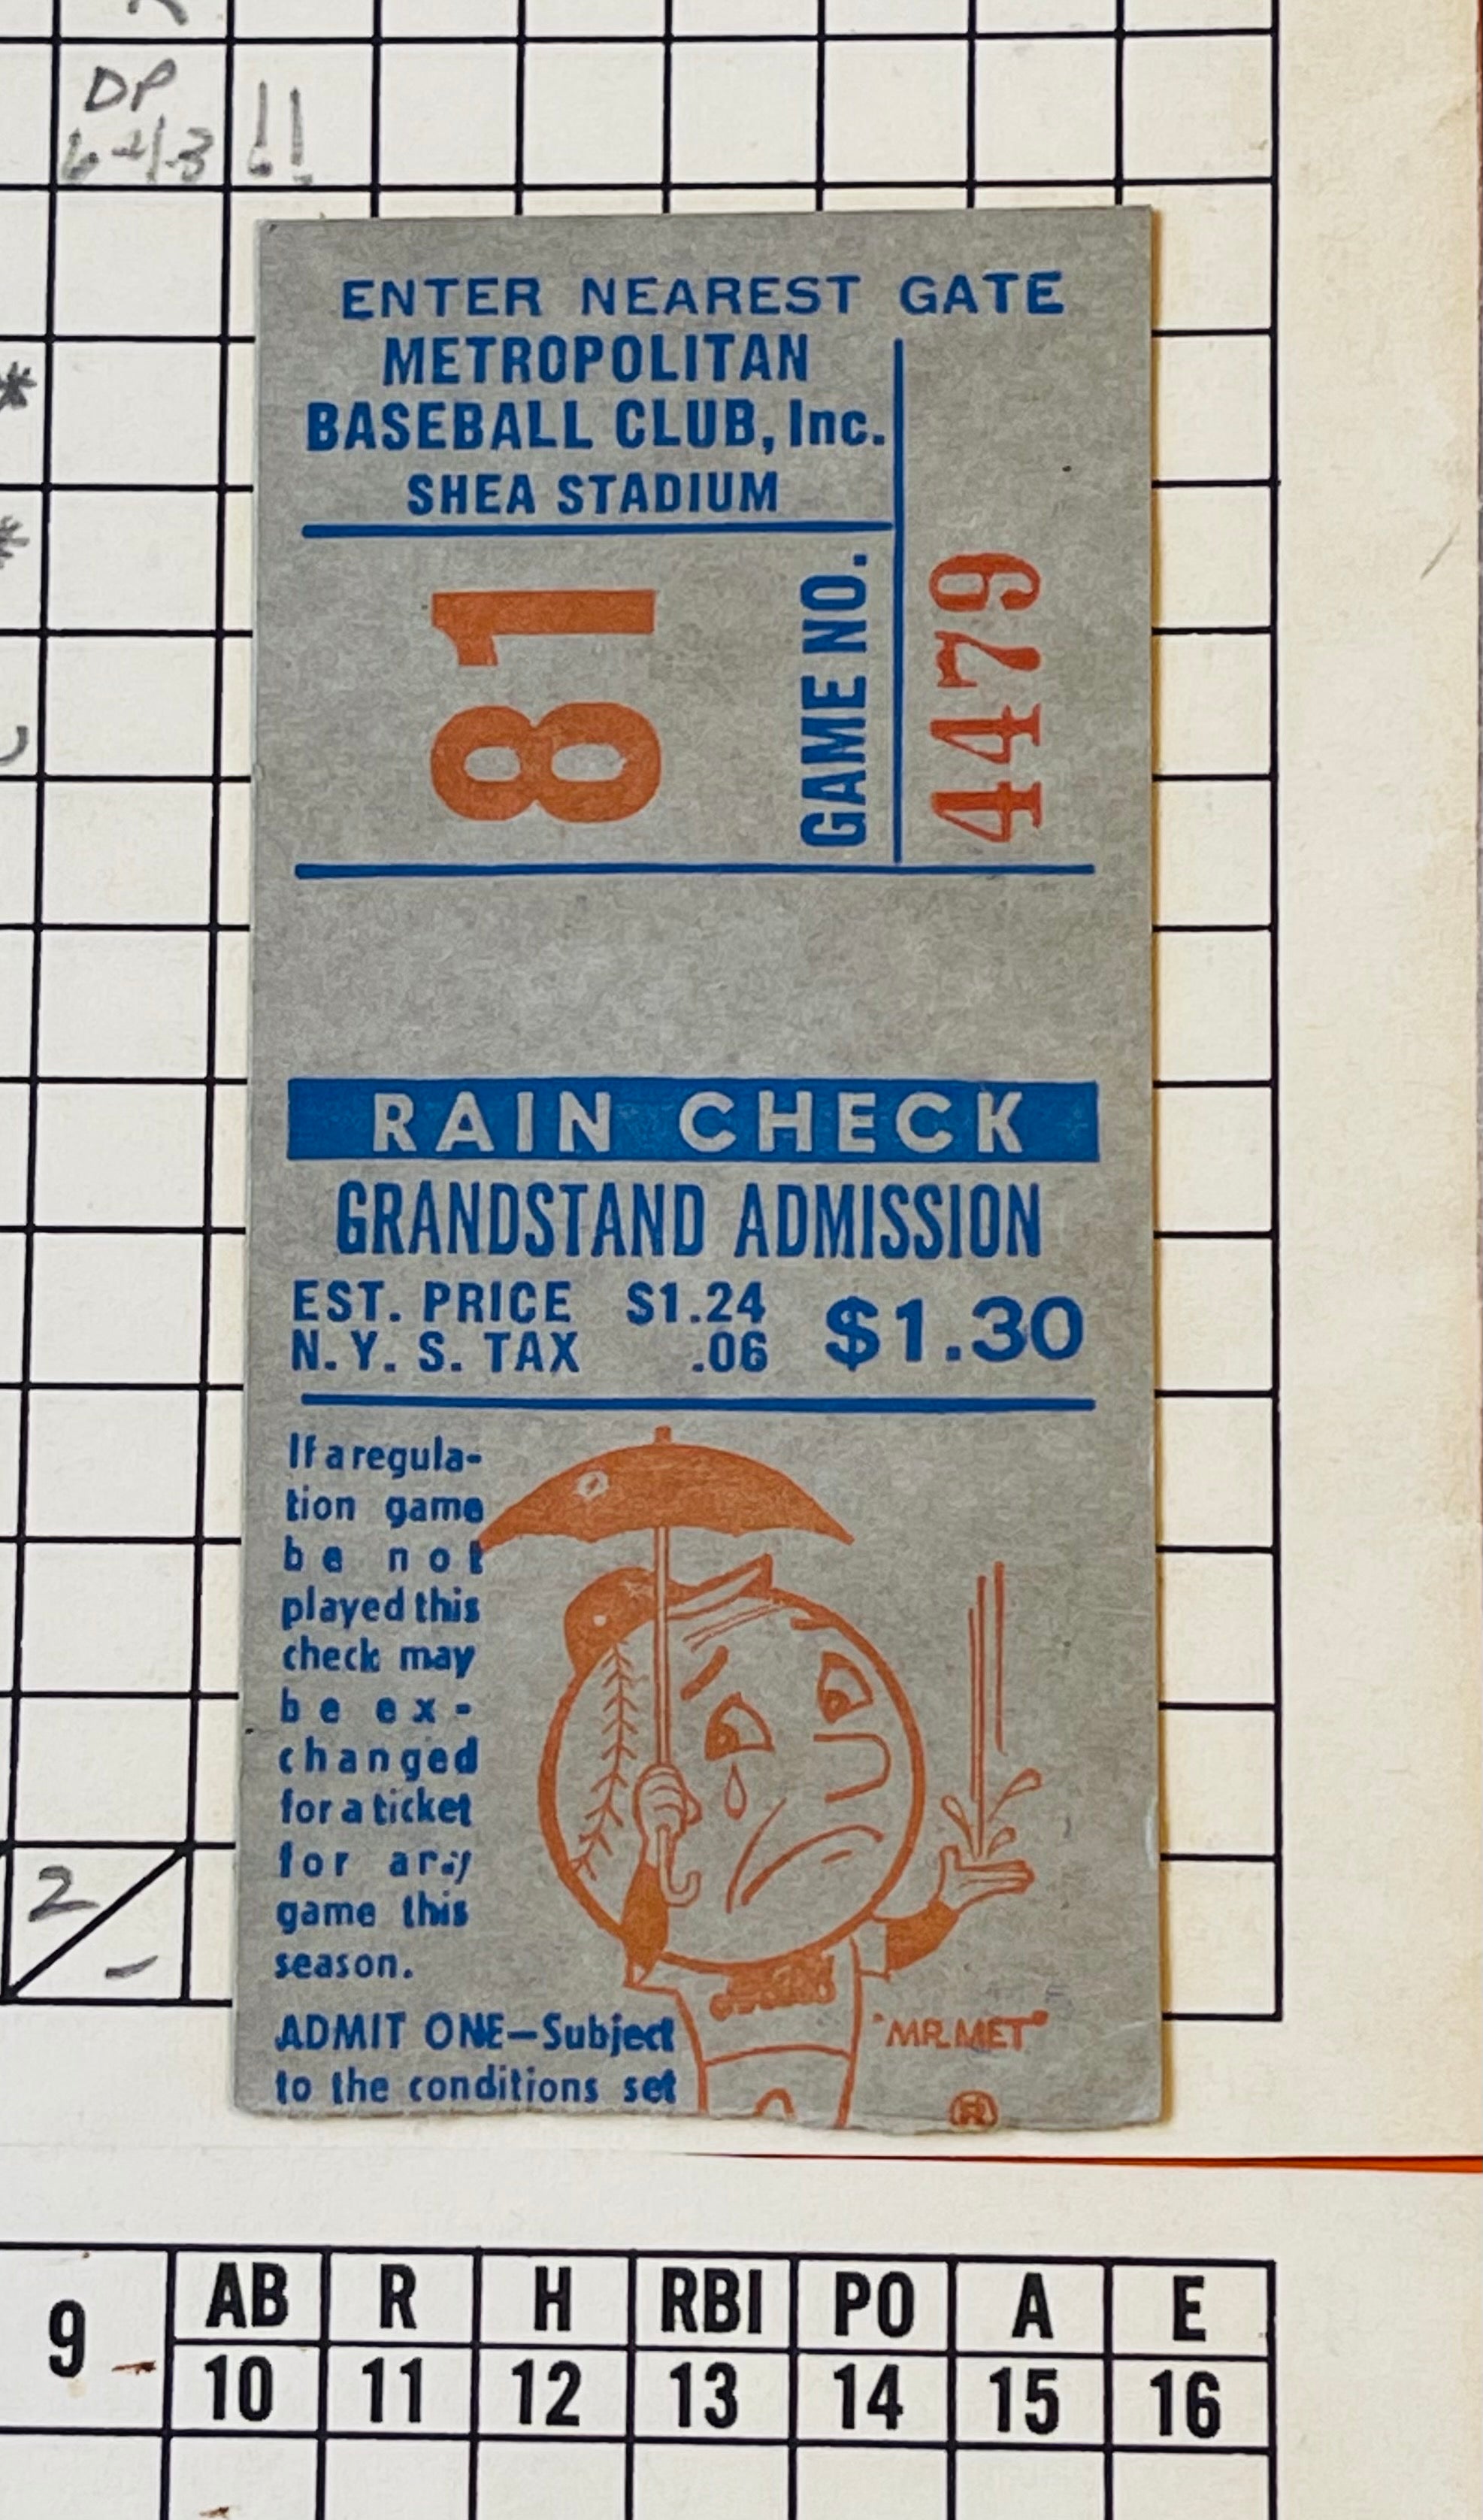 DP
6-4-3 !!
*
*
ENTER NEAREST GATE
METROPOLITAN
BASEBALL CLUB, Inc.
SHEA STADIUM
81
GAME NO.
4479
RAIN CHECK
GRANDSTAND ADMISSION
EST. PRICE $1.24
N.Y.S. TAX .06
$1.30
If a regula-
tion game
be not
played this
check may
be ex-
changed
for a ticket
for any
game this
season.
ADMIT ONE—Subject
to the conditions set
"MR. MET"
®
2
–
9 AB R H RBI PO A E
10 11 12 13 14 15 16